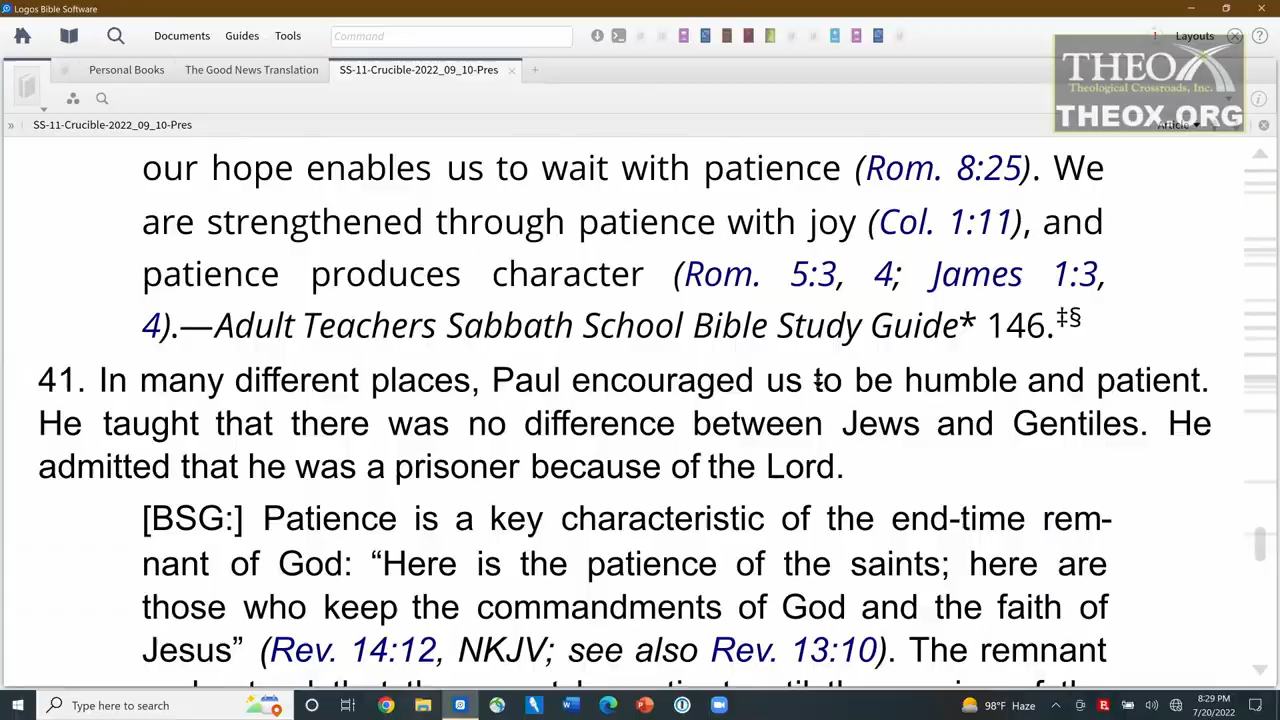 Logos Bible Software
Documents Guides Tools Command Layouts
Personal Books The Good News Translation SS-11-Crucible-2022_09_10-Pres
THEOX
Theological Crossroads, Inc.
THEOX.ORG
SS-11-Crucible-2022_09_10-Pres Article
our hope enables us to wait with patience (Rom. 8:25). We
are strengthened through patience with joy (Col. 1:11), and
patience produces character (Rom. 5:3, 4; James 1:3,
4).—Adult Teachers Sabbath School Bible Study Guide* 146.‡§
41. In many different places, Paul encouraged us to be humble and patient.
He taught that there was no difference between Jews and Gentiles. He
admitted that he was a prisoner because of the Lord.
[BSG:] Patience is a key characteristic of the end-time rem-
nant of God: “Here is the patience of the saints; here are
those who keep the commandments of God and the faith of
Jesus” (Rev. 14:12, NKJV; see also Rev. 13:10). The remnant
Type here to search
98°F Haze
8:29 PM
7/20/2022